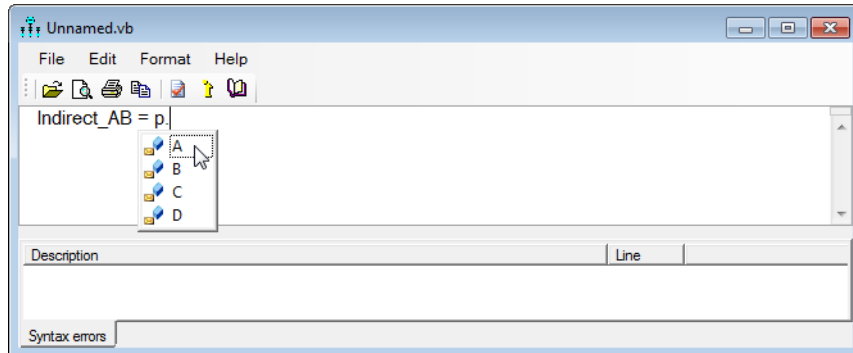 Unnamed.vb
File Edit Format Help
Indirect_AB = p.
A
B
C
D
Description Line
Syntax errors